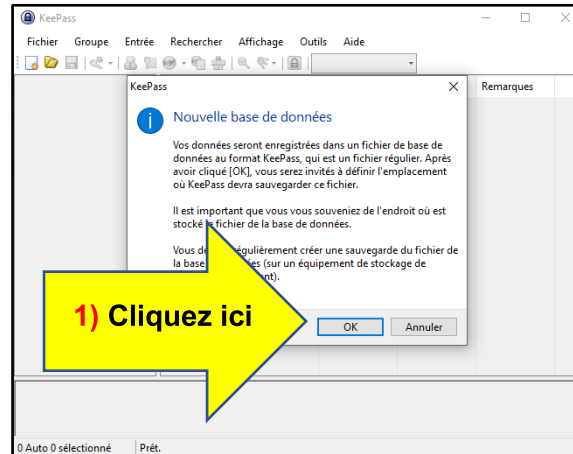 KeePass
Fichier Groupe Entrée Rechercher Affichage Outils Aide
KeePass
Remarques
Nouvelle base de données
Vos données seront enregistrées dans un fichier de base de
données au format KeePass, qui est un fichier régulier. Après
avoir cliqué [OK], vous serez invités à définir l'emplacement
où KeePass devra sauvegarder ce fichier.
Il est important que vous vous souveniez de l'endroit où est
stocké fichier de la base de données.
Vous régulièrement créer une sauvegarde du fichier de
la base (sur un équipement de stockage de
1) Cliquez ici
OK Annuler
0 Auto 0 sélectionné Prêt.